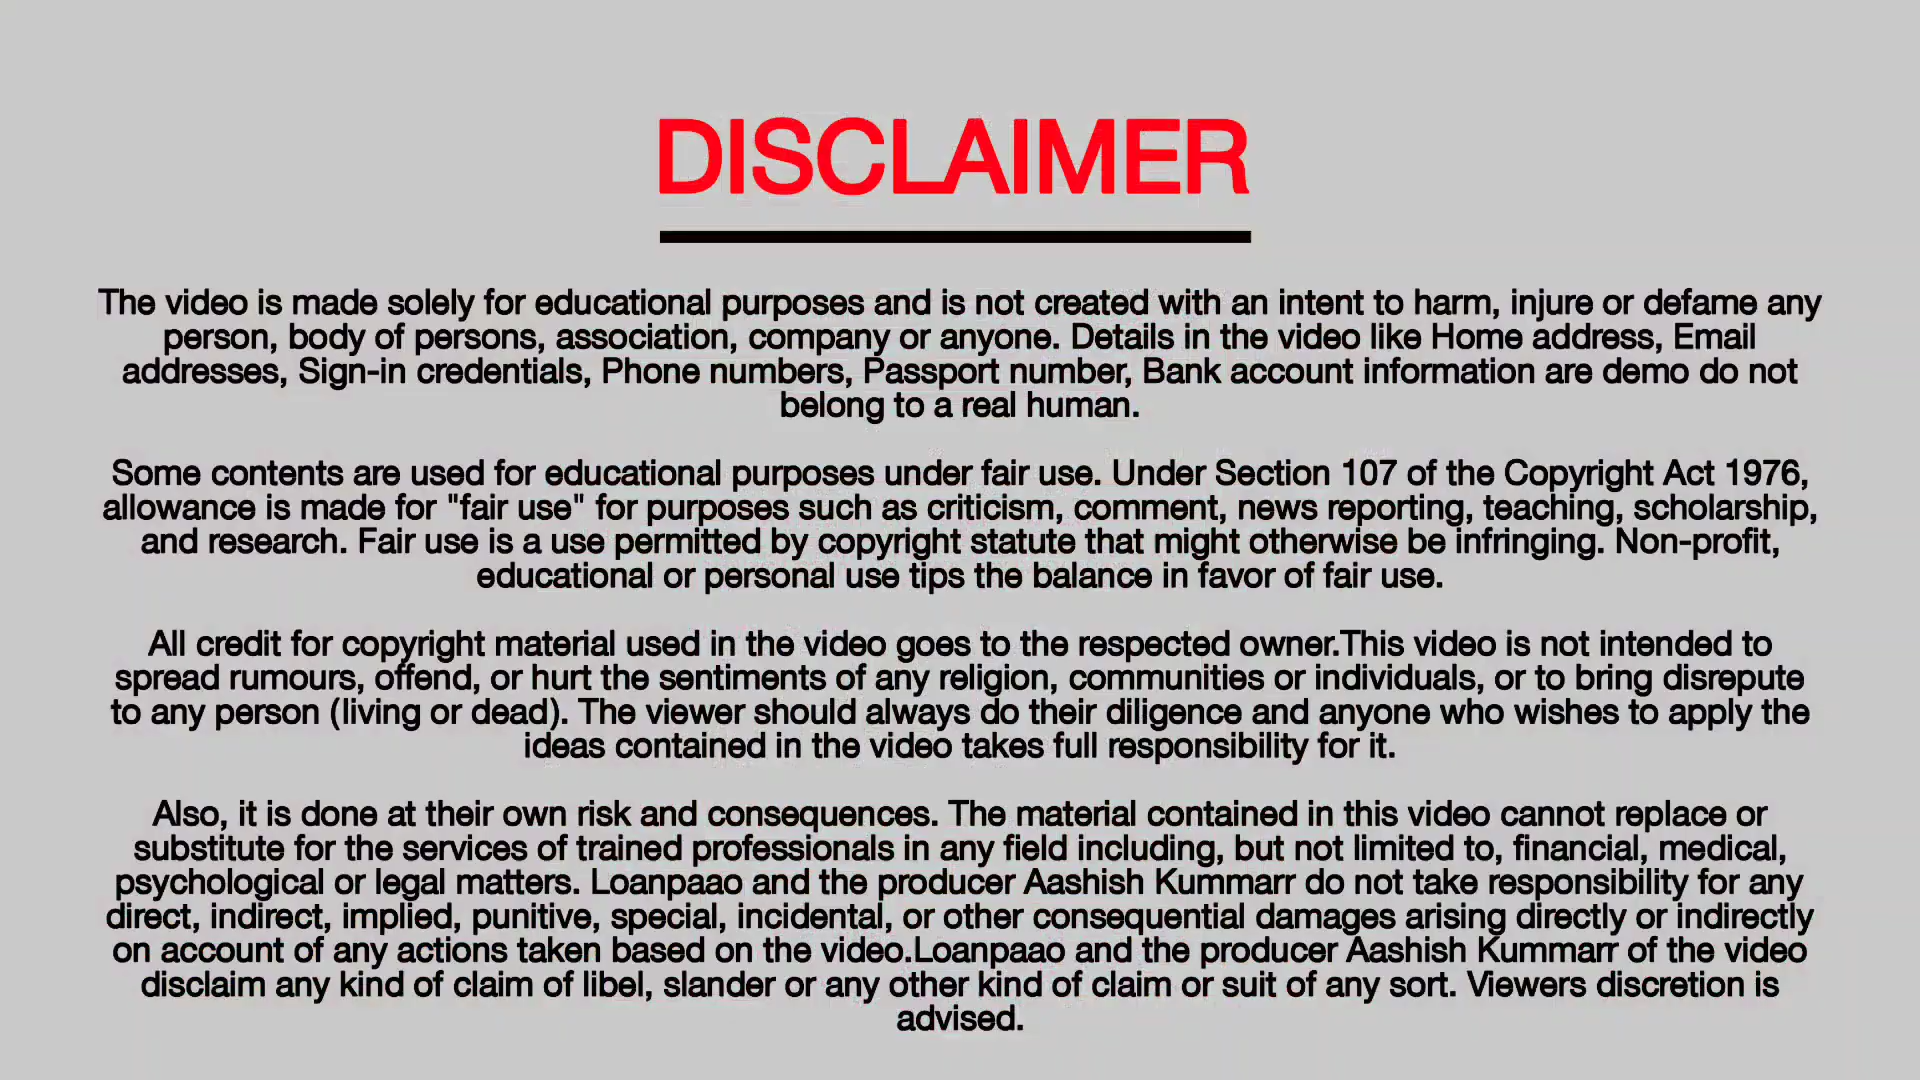 DISCLAIMER
The video is made solely for educational purposes and is not created with an intent to harm, injure or defame any
person, body of persons, association, company or anyone. Details in the video like Home address, Email
addresses, Sign-in credentials, Phone numbers, Passport number, Bank account information are demo do not
belong to a real human.
Some contents are used for educational purposes under fair use. Under Section 107 of the Copyright Act 1976,
allowance is made for "fair use" for purposes such as criticism, comment, news reporting, teaching, scholarship,
and research. Fair use is a use permitted by copyright statute that might otherwise be infringing. Non-profit,
educational or personal use tips the balance in favor of fair use.
All credit for copyright material used in the video goes to the respected owner.This video is not intended to
spread rumours, offend, or hurt the sentiments of any religion, communities or individuals, or to bring disrepute
to any person (living or dead). The viewer should always do their diligence and anyone who wishes to apply the
ideas contained in the video takes full responsibility for it.
Also, it is done at their own risk and consequences. The material contained in this video cannot replace or
substitute for the services of trained professionals in any field including, but not limited to, financial, medical,
psychological or legal matters. Loanpaao and the producer Aashish Kummarr do not take responsibility for any
direct, indirect, implied, punitive, special, incidental, or other consequential damages arising directly or indirectly
on account of any actions taken based on the video.Loanpaao and the producer Aashish Kummarr of the video
disclaim any kind of claim of libel, slander or any other kind of claim or suit of any sort. Viewers discretion is
advised.